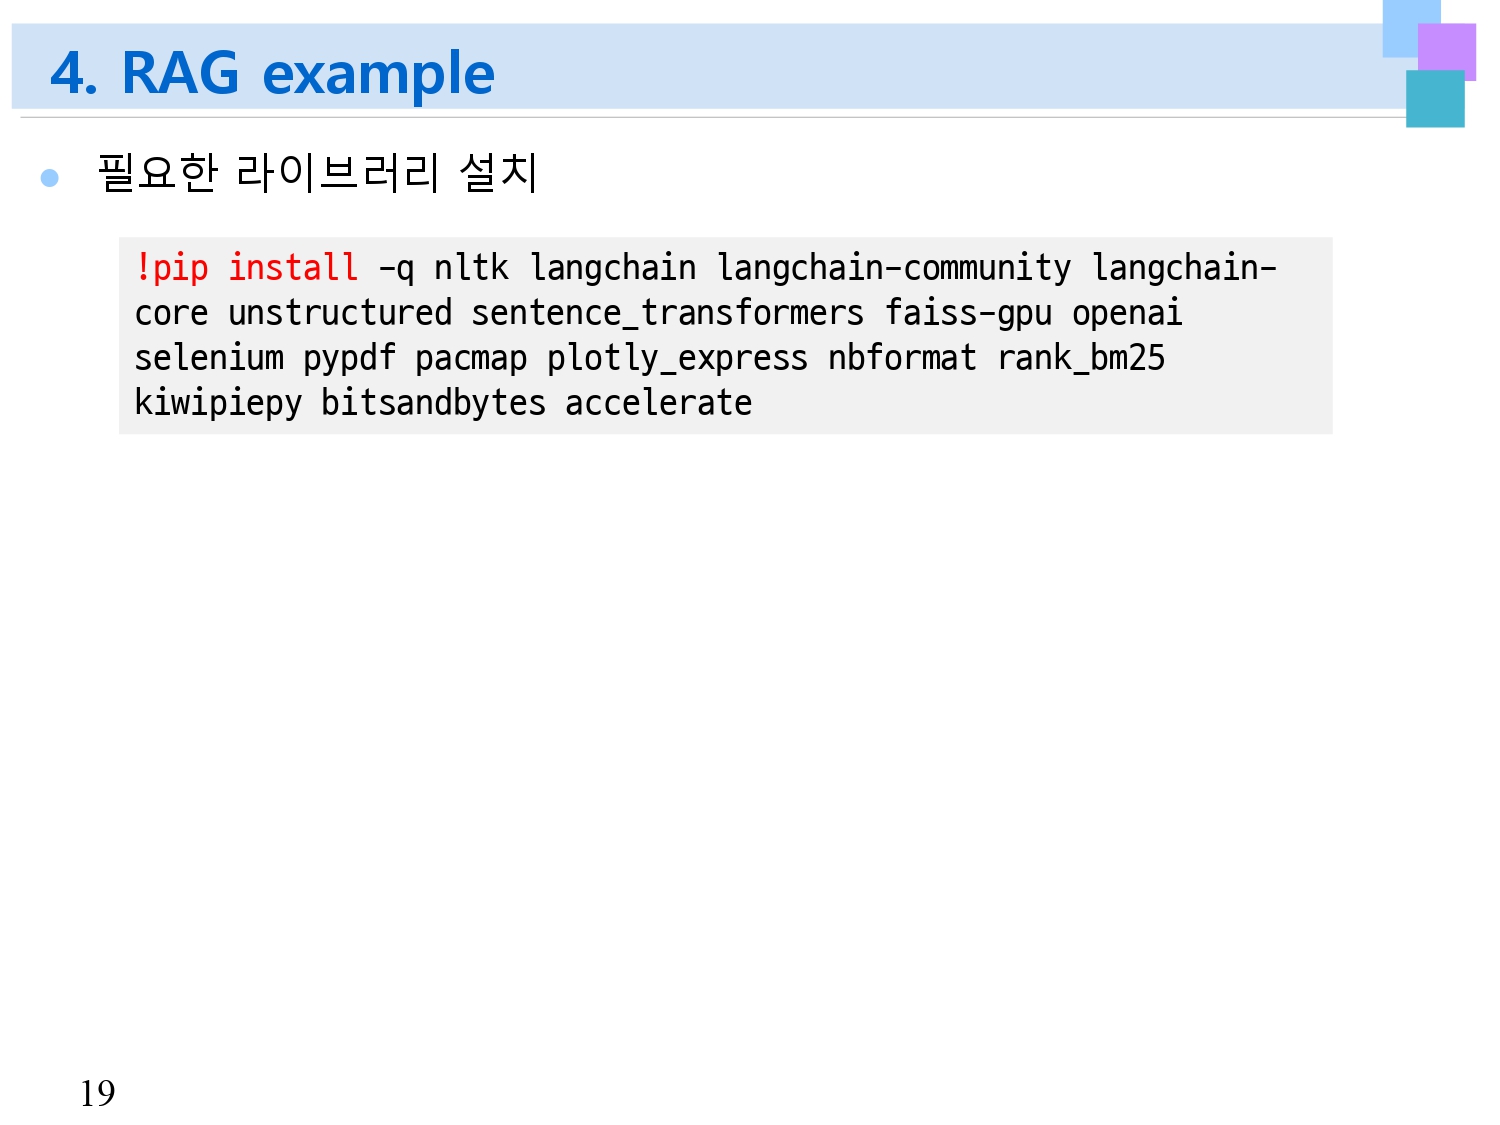 4. RAG example
필요한 라이브러리 설치
!pip install -q nltk langchain langchain-community langchain-
core unstructured sentence_transformers faiss-gpu openai
selenium pypdf pacmap plotly_express nbformat rank_bm25
kiwipiepy bitsandbytes accelerate
19